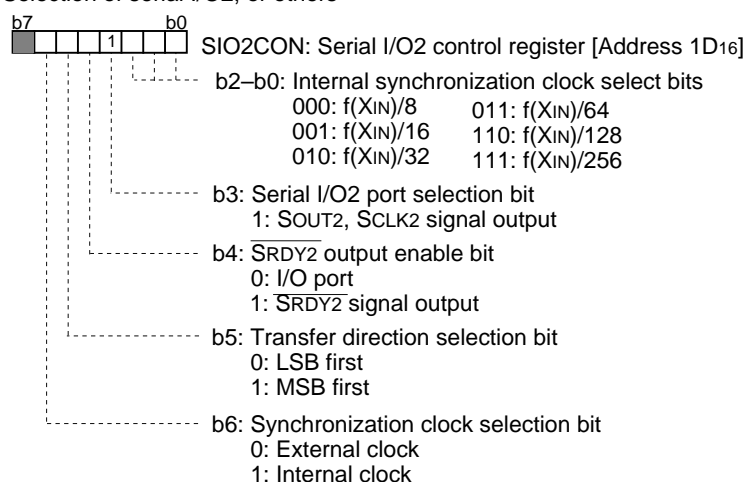 Selection of serial I/O2, or others
b7 b0
1 SIO2CON: Serial I/O2 control register [Address 1D16]
b2–b0: Internal synchronization clock select bits
000: f(XIN)/8 011: f(XIN)/64
001: f(XIN)/16 110: f(XIN)/128
010: f(XIN)/32 111: f(XIN)/256
b3: Serial I/O2 port selection bit
1: SOUT2, SCLK2 signal output
b4: SRDY2 output enable bit
0: I/O port
1: SRDY2 signal output
b5: Transfer direction selection bit
0: LSB first
1: MSB first
b6: Synchronization clock selection bit
0: External clock
1: Internal clock